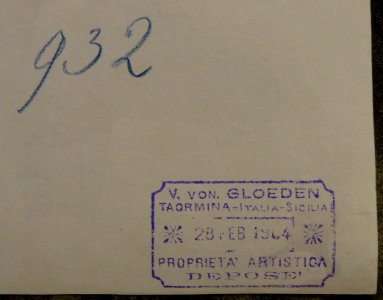 932
V. VON. GLOEDEN
TAORMINA-ITALIA-SICILIA
28 FEB 1904
PROPRIETA' ARTISTICA
DEPOSE'